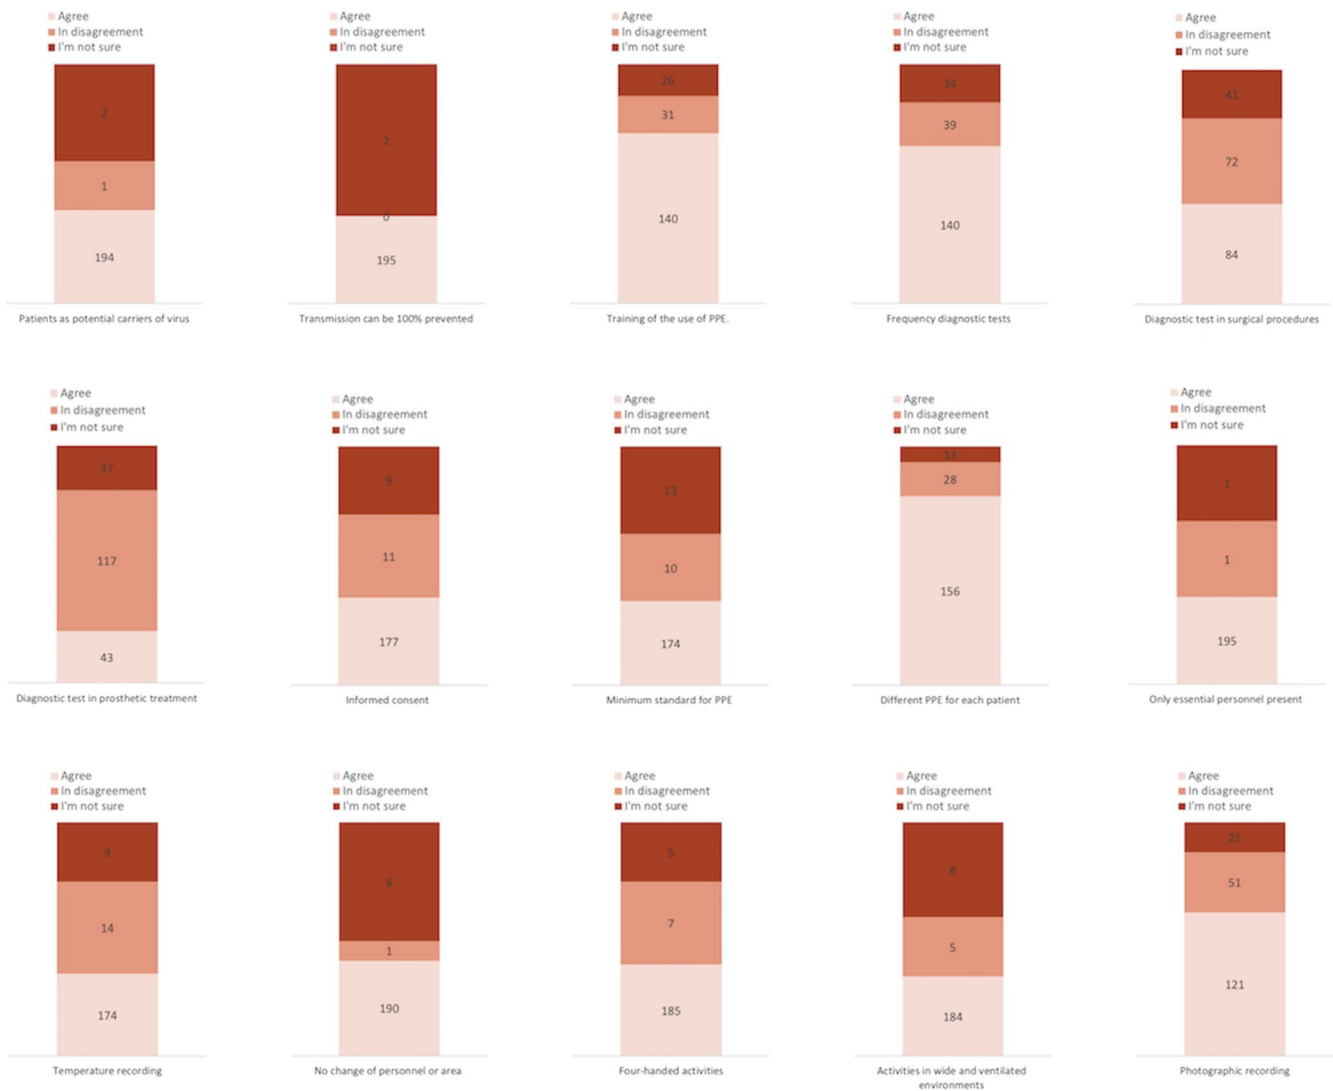 Agree
In disagreement
I'm not sure
2
1
194
Patients as potential carriers of virus
Agree
In disagreement
I'm not sure
2
0
195
Transmission can be 100% prevented
Agree
In disagreement
I'm not sure
26
31
140
Training of the use of PPE.
Agree
In disagreement
I'm not sure
34
39
140
Frequency diagnostic tests
Agree
In disagreement
I'm not sure
41
72
84
Diagnostic test in surgical procedures
Agree
In disagreement
I'm not sure
37
117
43
Diagnostic test in prosthetic treatment
Agree
In disagreement
I'm not sure
9
11
177
Informed consent
Agree
In disagreement
I'm not sure
13
10
174
Minimum standard for PPE
Agree
In disagreement
I'm not sure
13
28
156
Different PPE for each patient
Agree
In disagreement
I'm not sure
1
1
195
Only essential personnel present
Agree
In disagreement
I'm not sure
9
14
174
Temperature recording
Agree
In disagreement
I'm not sure
6
1
190
No change of personnel or area
Agree
In disagreement
I'm not sure
5
7
185
Four-handed activities
Agree
In disagreement
I'm not sure
8
5
184
Activities in wide and ventilated
environments
Agree
In disagreement
I'm not sure
25
51
121
Photographic recording